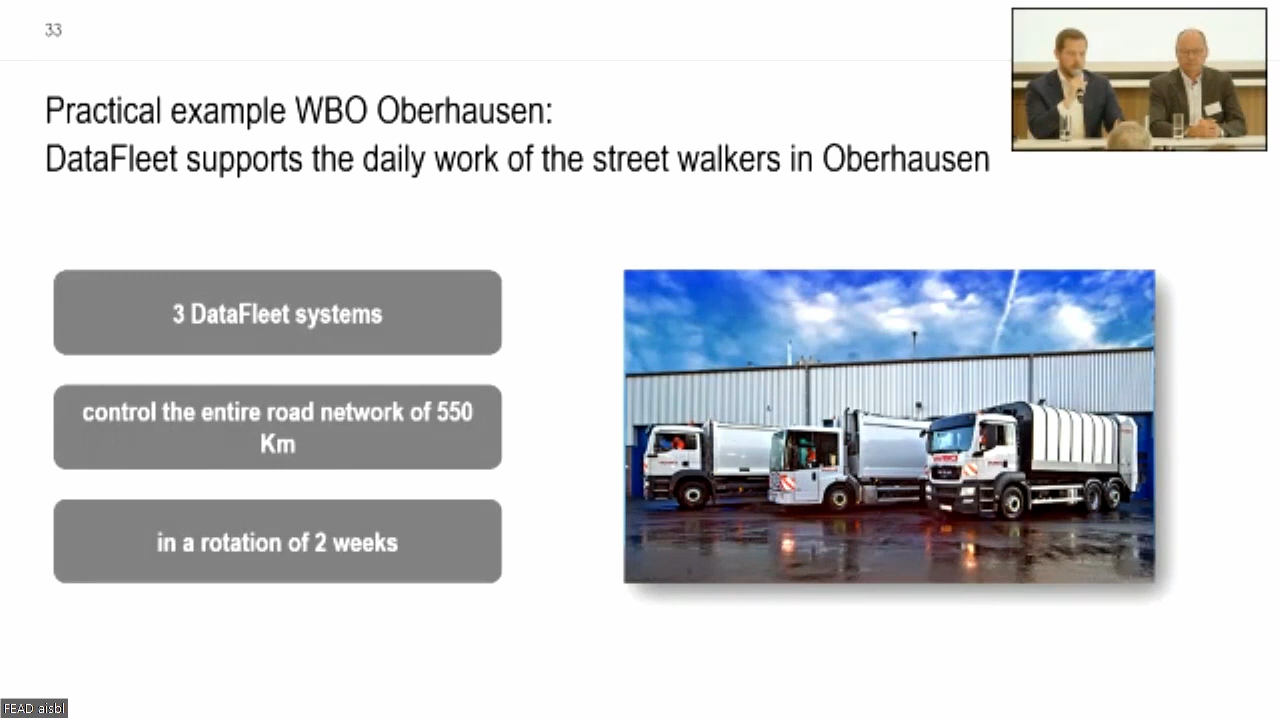 33
Practical example WBO Oberhausen:
DataFleet supports the daily work of the street walkers in Oberhausen
3 DataFleet systems
control the entire road network of 550
Km
in a rotation of 2 weeks
WBO
FEAD aisbl